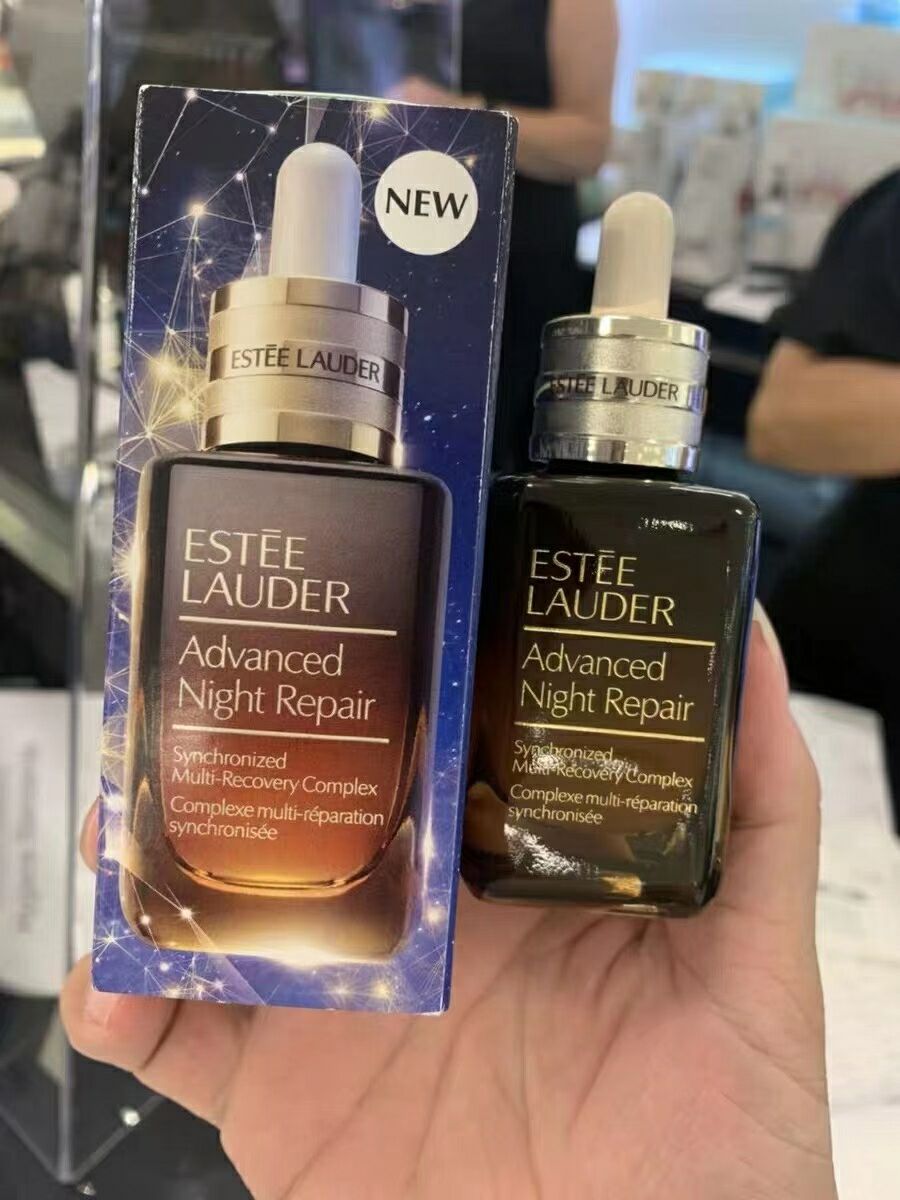 NEW
ESTĒE LAUDER
ESTĒE
LAUDER
Advanced
Night Repair
Synchronized
Multi-Recovery Complex
Complexe multi-réparation
synchronisée
ESTĒE LAUDER
ESTĒE
LAUDER
Advanced
Night Repair
Synchronized
Multi-Recovery Complex
Complexe multi-réparation
synchronisée